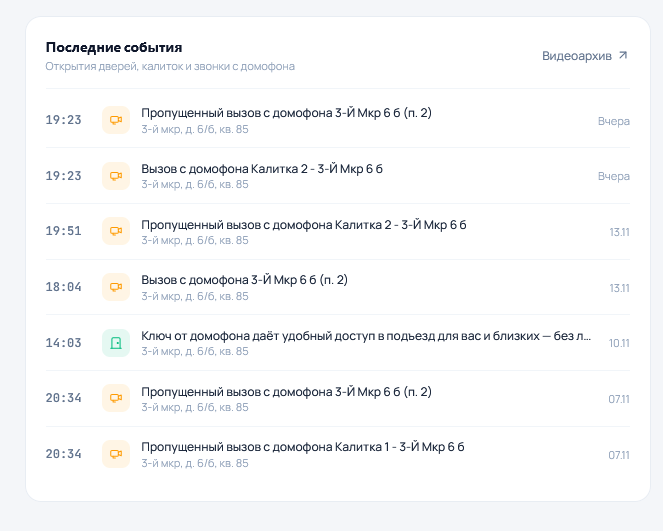 Последние события
Открытия дверей, калиток и звонки с домофона
Видеоархив
19:23
Пропущенный вызов с домофона 3-Й Мкр 6 б (п. 2)
3-й мкр, д. 6/б, кв. 85
Вчера
19:23
Вызов с домофона Калитка 2 - 3-Й Мкр 6 б
3-й мкр, д. 6/б, кв. 85
Вчера
19:51
Пропущенный вызов с домофона Калитка 2 - 3-Й Мкр 6 б
3-й мкр, д. 6/б, кв. 85
13.11
18:04
Вызов с домофона 3-Й Мкр 6 б (п. 2)
3-й мкр, д. 6/б, кв. 85
13.11
14:03
Ключ от домофона даёт удобный доступ в подъезд для вас и близких — без л...
3-й мкр, д. 6/б, кв. 85
10.11
20:34
Пропущенный вызов с домофона 3-Й Мкр 6 б (п. 2)
3-й мкр, д. 6/б, кв. 85
07.11
20:34
Пропущенный вызов с домофона Калитка 1 - 3-Й Мкр 6 б
3-й мкр, д. 6/б, кв. 85
07.11